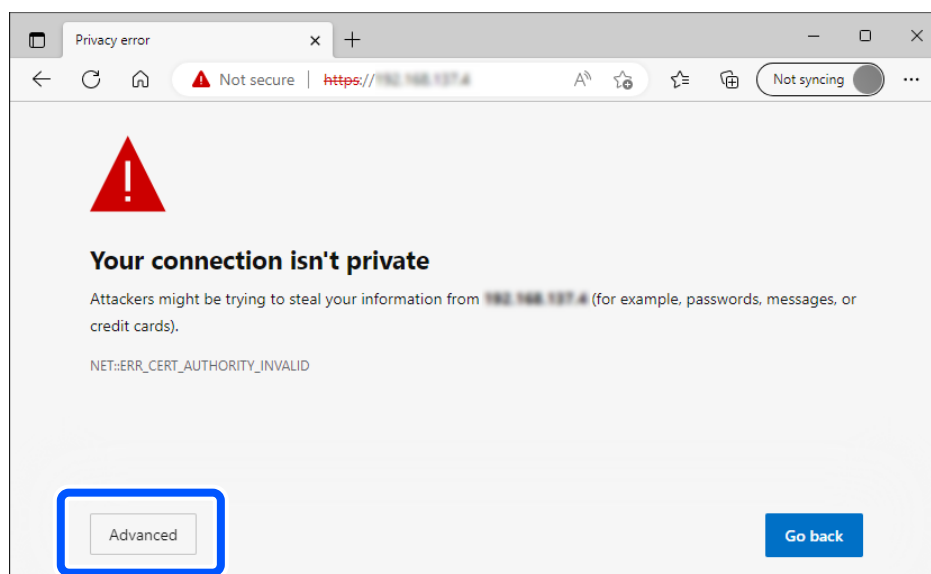 Privacy error
Not secure | https://
Not syncing
Your connection isn't private
Attackers might be trying to steal your information from (for example, passwords, messages, or
credit cards).
NET::ERR_CERT_AUTHORITY_INVALID
Advanced
Go back